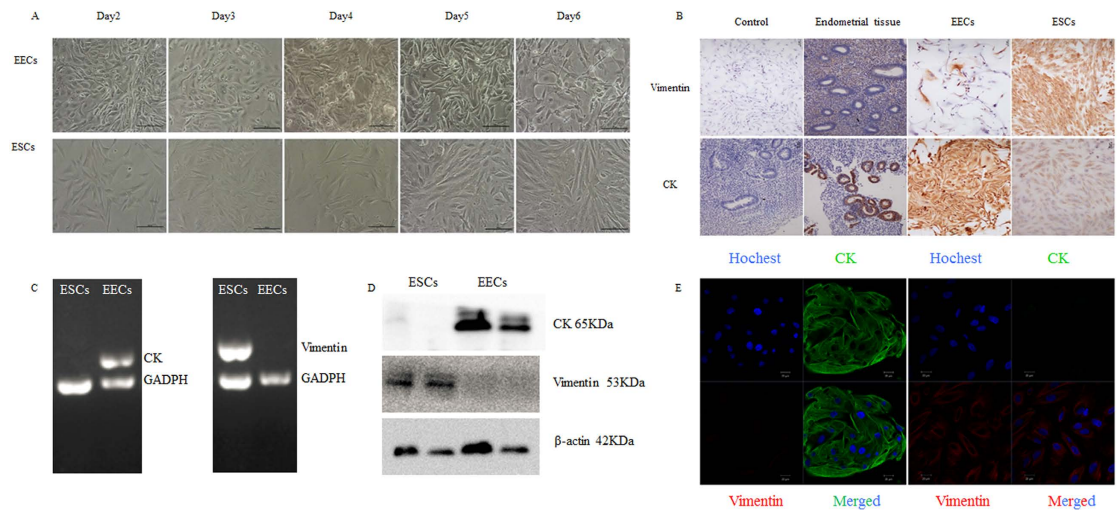 A
Day2 Day3 Day4 Day5 Day6
EECs
ESCs
B
Control Endometrial tissue EECs ESCs
Vimentin
CK
C
ESCs EECs
CK
GADPH
ESCs EECs
Vimentin
GADPH
D
ESCs EECs
CK 65KDa
Vimentin 53KDa
β-actin 42KDa
Hochest CK Hochest CK
E
Vimentin Merged Vimentin Merged